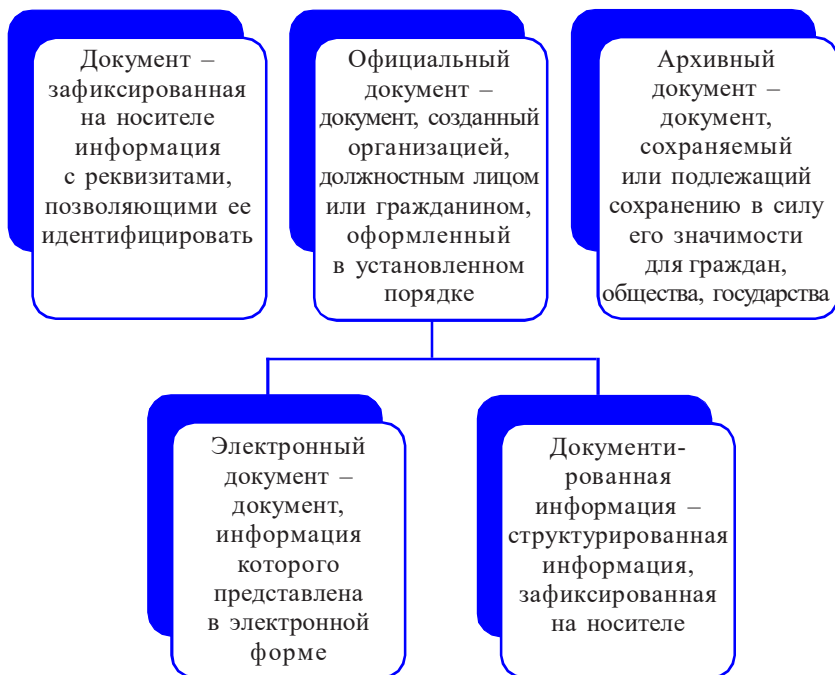 Документ –
зафиксированная
на носителе
информация
с реквизитами,
позволяющими ее
идентифицировать
Официальный
документ –
документ, созданный
организацией,
должностным лицом
или гражданином,
оформленный
в установленном
порядке
Архивный
документ –
документ,
сохраняемый
или подлежащий
сохранению в силу
его значимости
для граждан,
общества, государства
Электронный
документ –
документ,
информация
которого
представлена
в электронной
форме
Документи-
рованная
информация –
структурированная
информация,
зафиксированная
на носителе